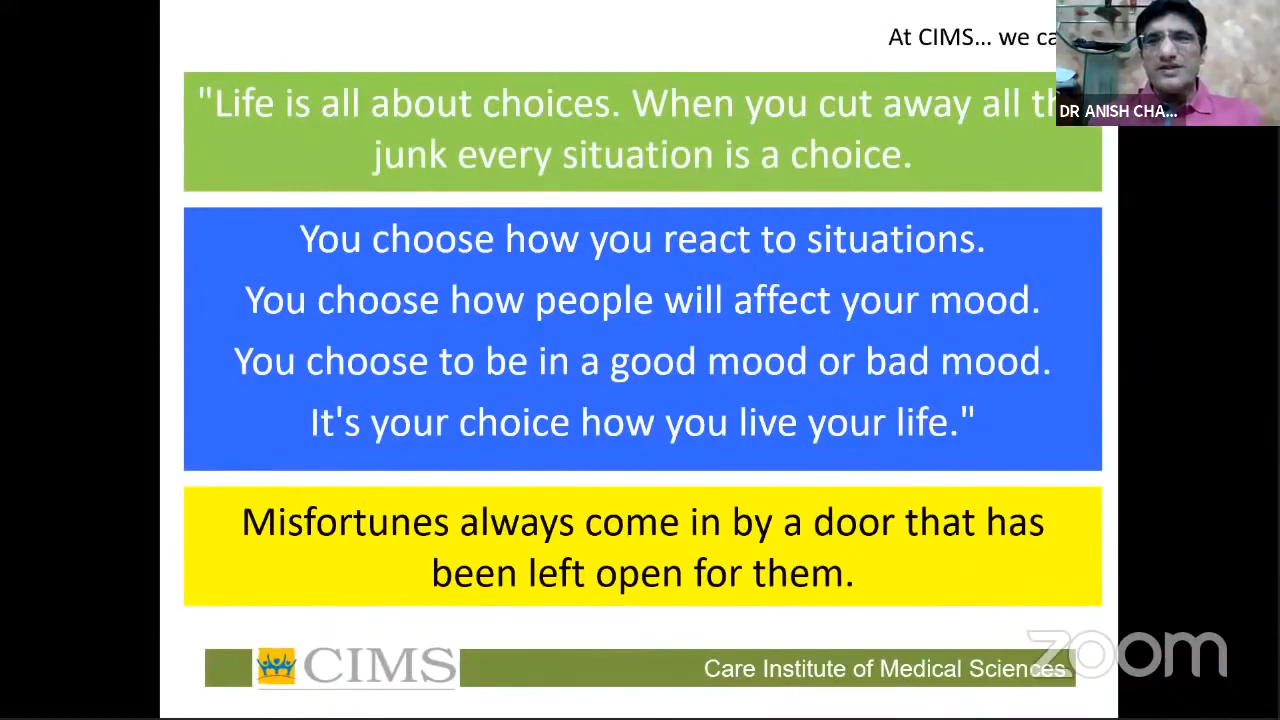 At CIMS... we ca
DR ANISH CHA...
"Life is all about choices. When you cut away all th
junk every situation is a choice.
You choose how you react to situations.
You choose how people will affect your mood.
You choose to be in a good mood or bad mood.
It's your choice how you live your life."
Misfortunes always come in by a door that has
been left open for them.
CIMS
Care Institute of Medical Sciences
zoom